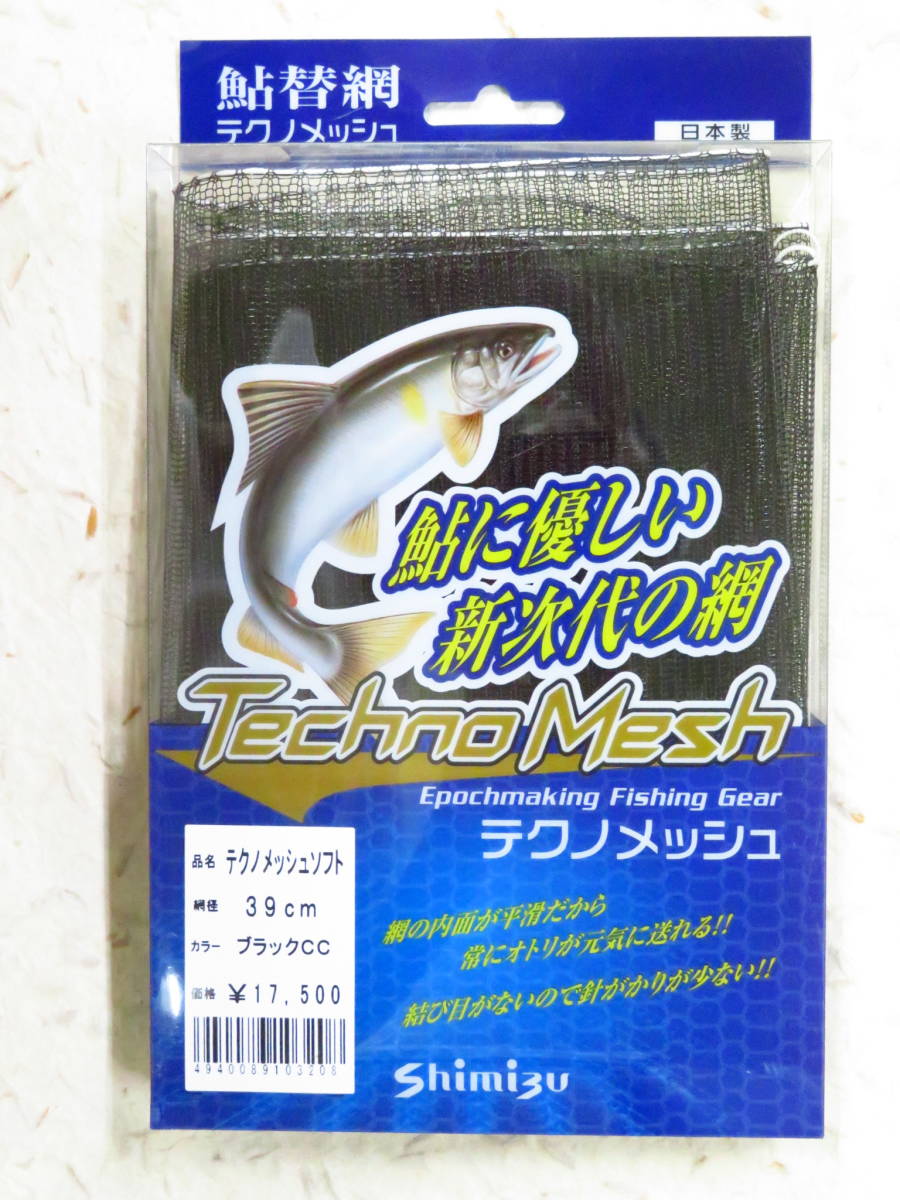 鮎替網
テクノメッシュ
日本製
鮎に優しい
新次代の網
Techno Mesh
Epochmaking Fishing Gear
テクノメッシュ
品名 テクノメッシュソフト
網径 39cm
カラー ブラックCC
価格 ¥17,500
4940089103208
網の内面が平滑だから
常にオトリが元気に送れる!!
結び目がないので針がかりが少ない!!
Shimizu